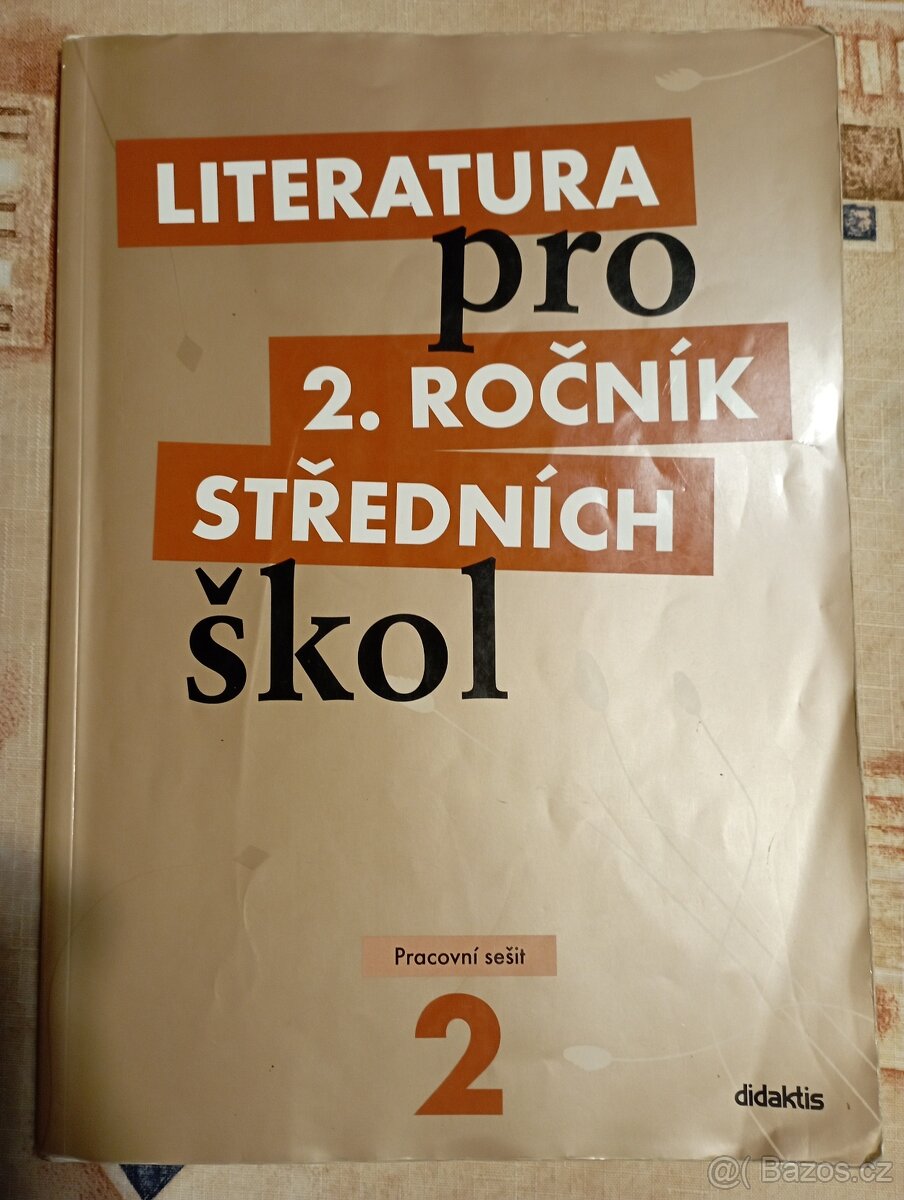 LITERATURA
pro
2. ROČNÍK
STŘEDNÍCH
škol
Pracovní sešit
2
didaktis
@( Bazos.cz